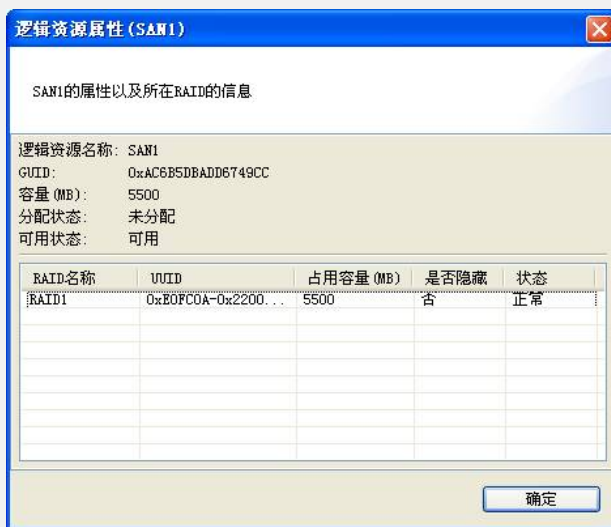 逻辑资源属性(SAN1)
SAN1的属性以及所在RAID的信息
逻辑资源名称: SAN1
GUID: 0xAC6B5DBADD6749CC
容量(MB): 5500
分配状态: 未分配
可用状态: 可用
RAID名称 UUID 占用容量(MB) 是否隐藏 状态
RAID1 0xE0FC0A-0x2200... 5500 否 正常
确定